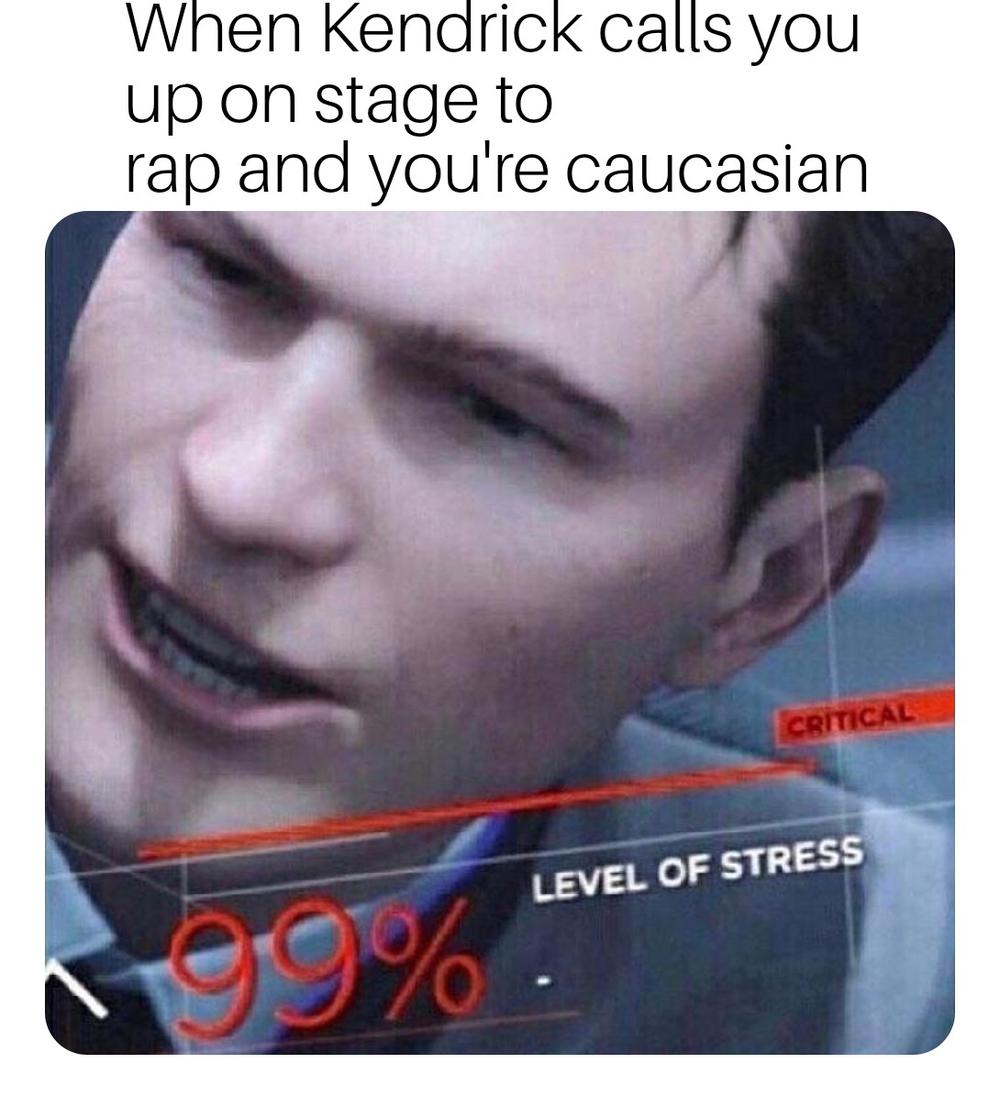 When Kendrick calls you
up on stage to
rap and you're caucasian
CRITICAL
LEVEL OF STRESS
99%